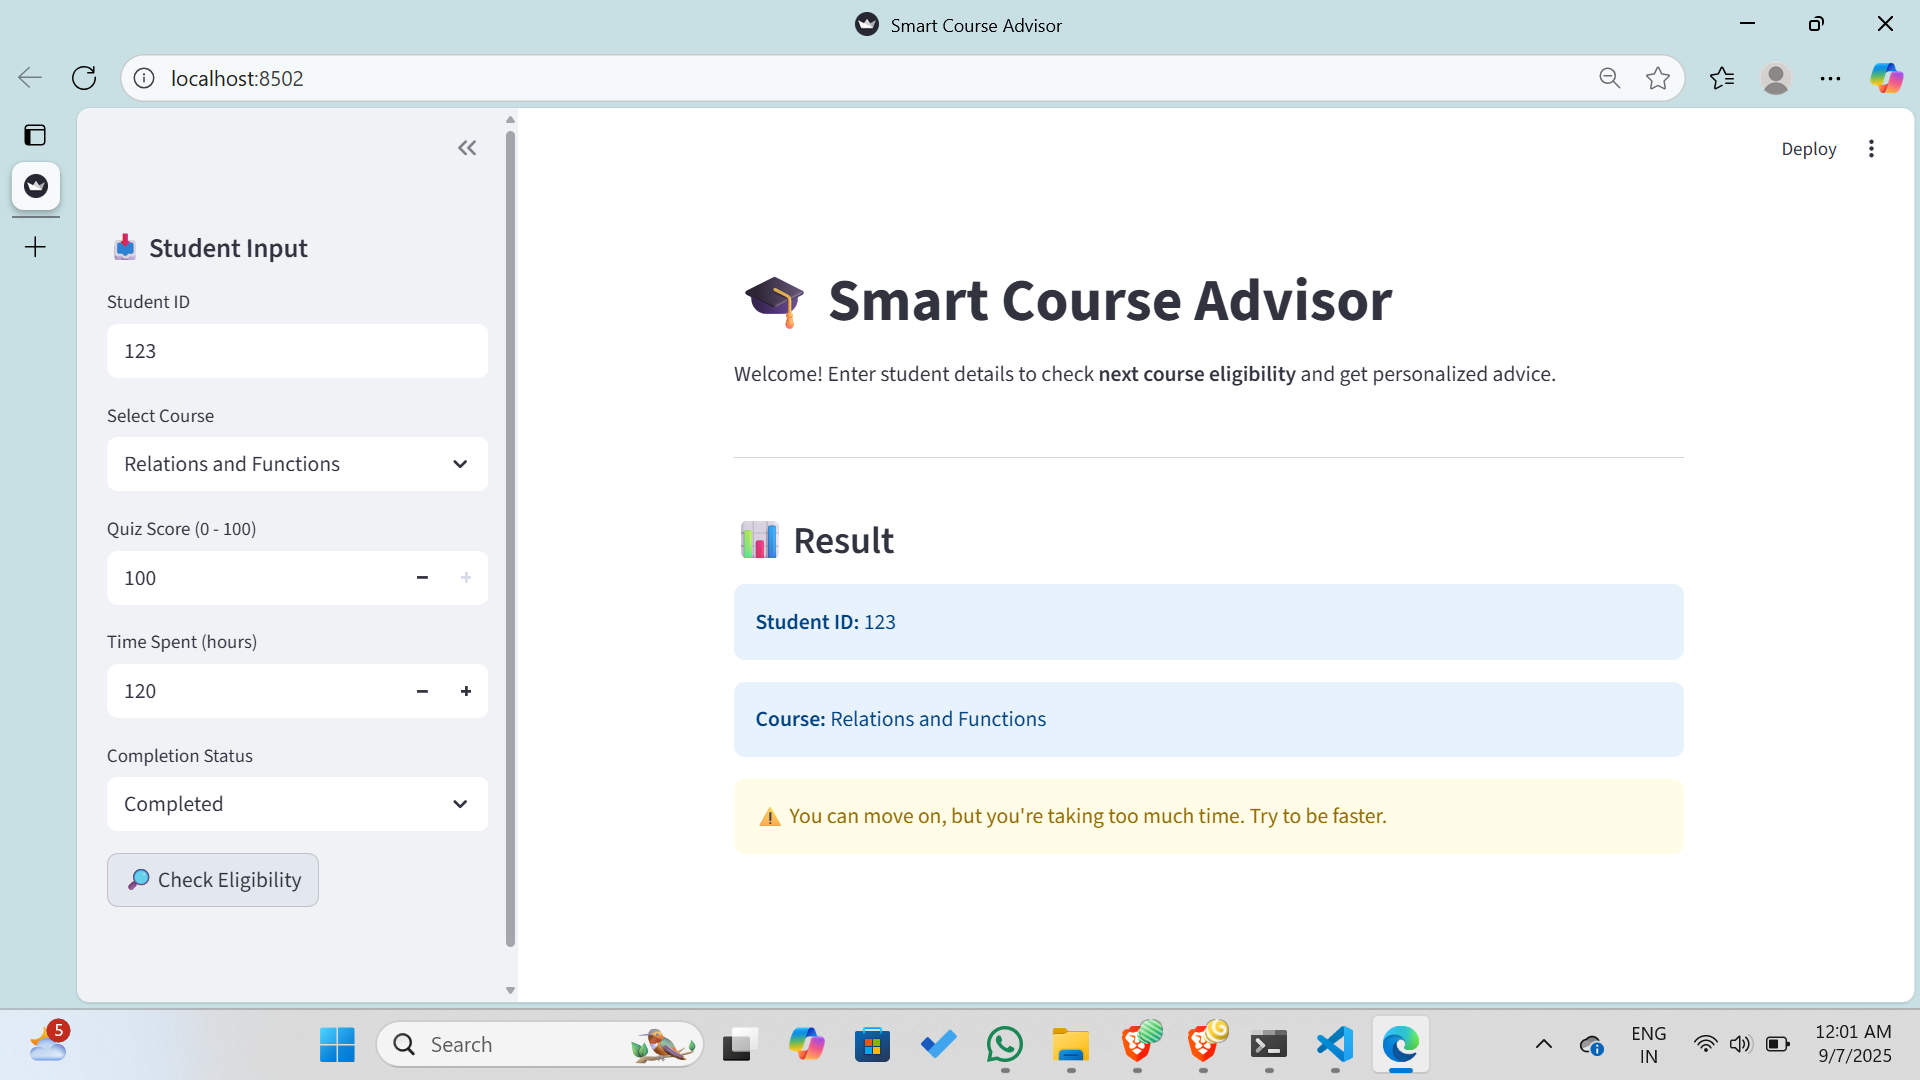 Smart Course Advisor
localhost:8502
Deploy
Student Input
Student ID
123
Select Course
Relations and Functions
Quiz Score (0 - 100)
100
Time Spent (hours)
120
Completion Status
Completed
Check Eligibility
Smart Course Advisor
Welcome! Enter student details to check next course eligibility and get personalized advice.
Result
Student ID: 123
Course: Relations and Functions
You can move on, but you're taking too much time. Try to be faster.
5
Search
ENG
IN
12:01 AM
9/7/2025